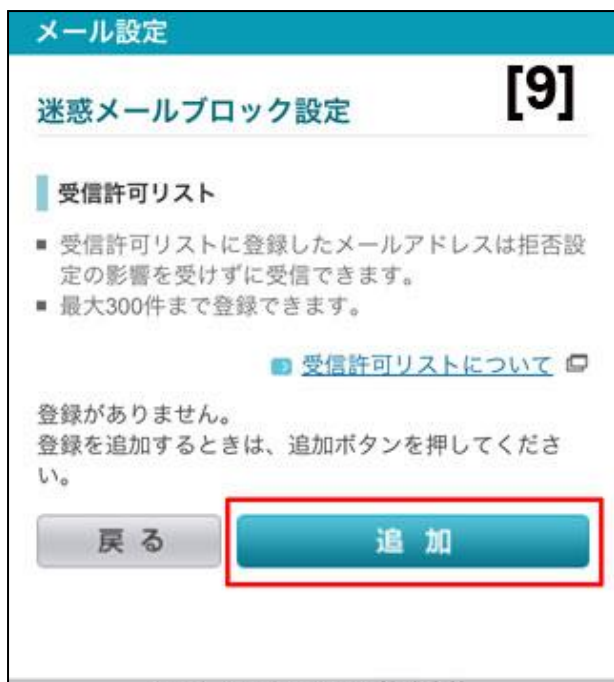 メール設定
[9]
迷惑メールブロック設定
受信許可リスト
■ 受信許可リストに登録したメールアドレスは拒否設
定の影響を受けずに受信できます。
■ 最大300件まで登録できます。
受信許可リストについて
登録がありません。
登録を追加するときは、追加ボタンを押してくださ
い。
戻る
追加